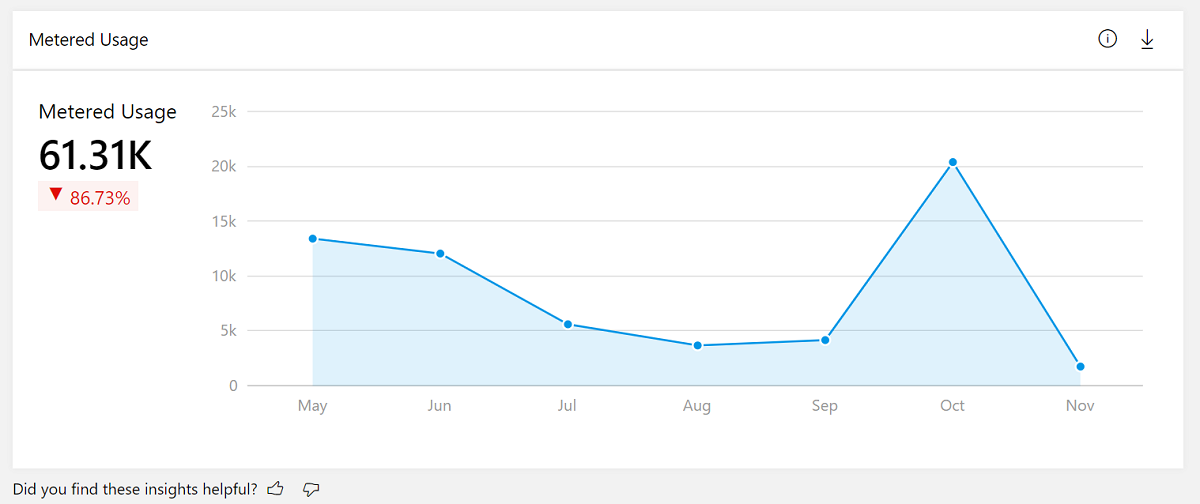 Metered Usage
Metered Usage
61.31K
▼ 86.73%
25k
20k
15k
10k
5k
0
May Jun Jul Aug Sep Oct Nov
Did you find these insights helpful?